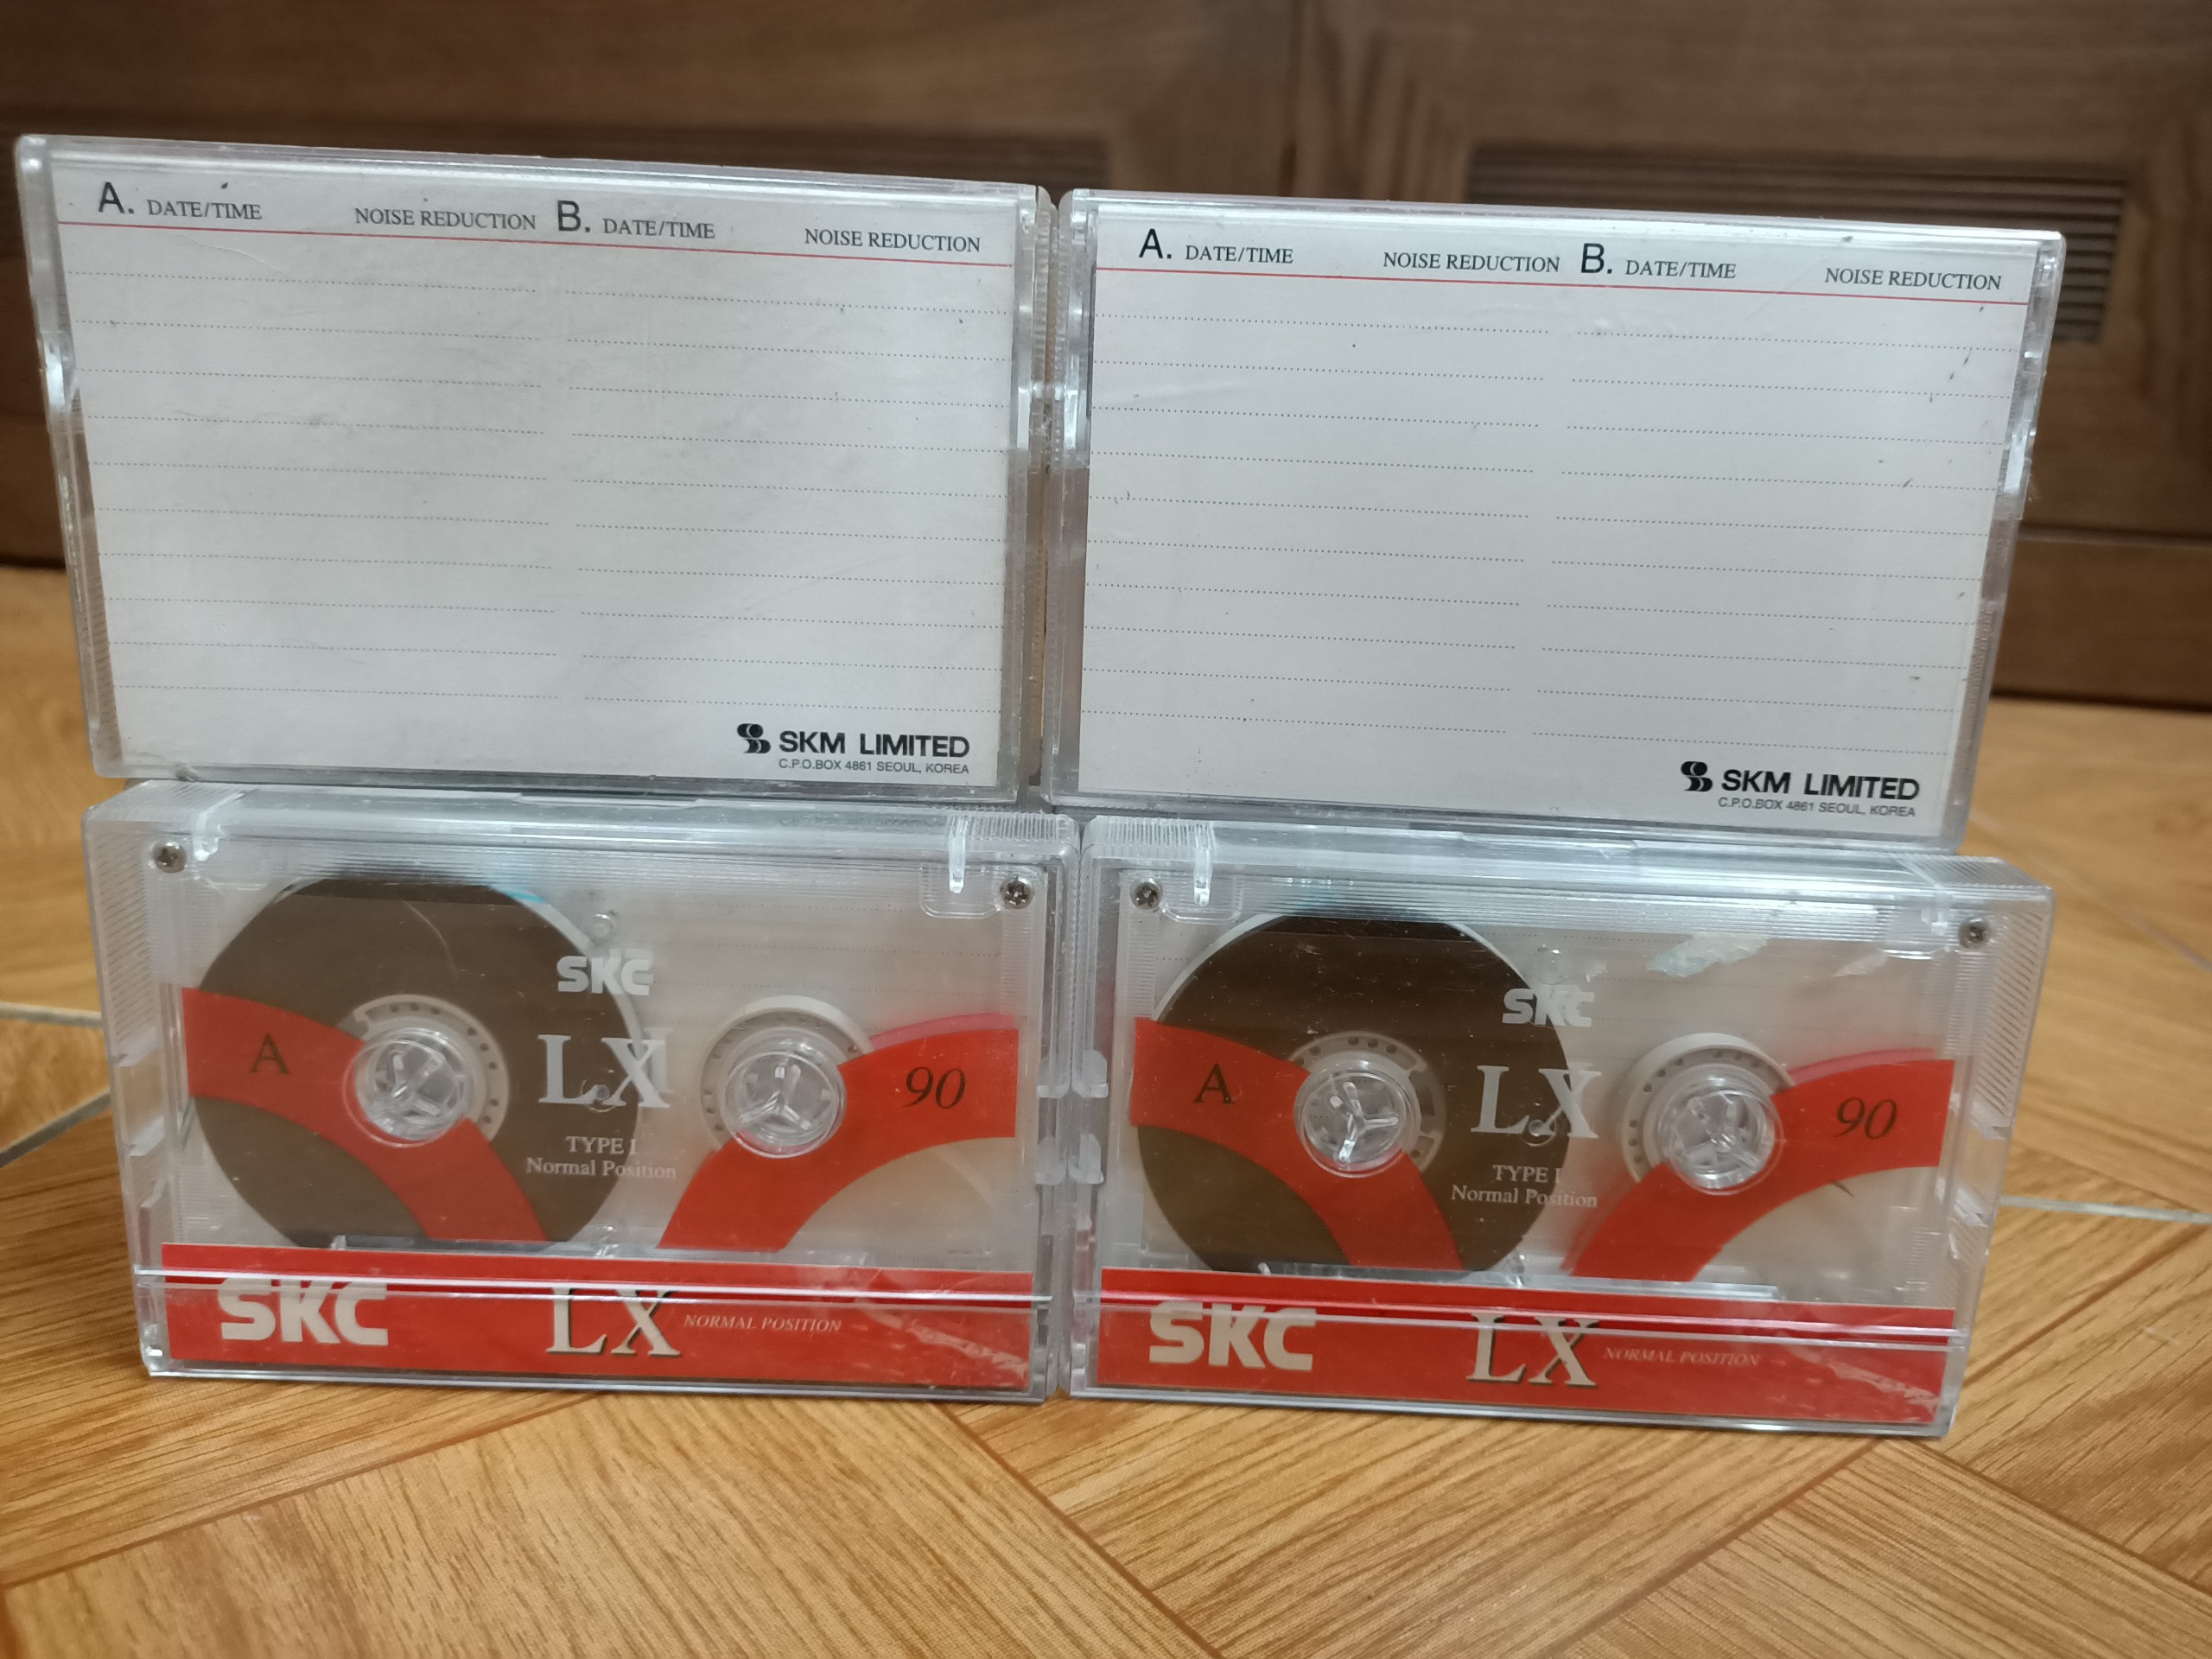 A. DATE/TIME NOISE REDUCTION B. DATE/TIME NOISE REDUCTION
SKM LIMITED
C.P.O.BOX 4861 SEOUL, KOREA
A. DATE/TIME NOISE REDUCTION B. DATE/TIME NOISE REDUCTION
SKM LIMITED
C.P.O.BOX 4861 SEOUL, KOREA
SKC
A LX 90
TYPE I
Normal Position
SKC LX NORMAL POSITION
SKC
A LX 90
TYPE I
Normal Position
SKC LX NORMAL POSITION